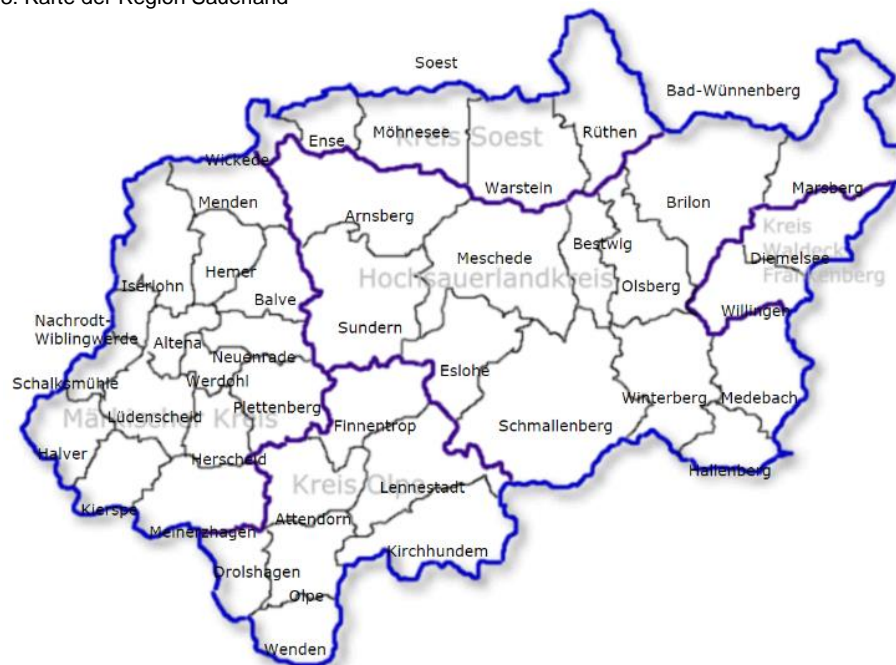 Karte der Region Sauerland
Soest
Bad-Wünnenberg
Ense
Möhnesee
Kreis Soest
Rüthen
Wickede
Warstein
Marsberg
Menden
Arnsberg
Brilon
Kreis
Waldeck-
Frankenberg
Bestwig
Meschede
Diemelsee
Hemer
Iserlohn
Hochsauerlandkreis
Olsberg
Balve
Willingen
Nachrodt-
Wiblingwerde
Sundern
Altena
Neuenrade
Eslohe
Schalksmühle
Werdohl
Winterberg
Medebach
Plettenberg
Lüdenscheid
Märkischer Kreis
Finnentrop
Schmallenberg
Halver
Herscheid
Hallenberg
Kreis Olpe
Lennestadt
Kierspe
Attendorn
Meinerzhagen
Kirchhundem
Drolshagen
Olpe
Wenden